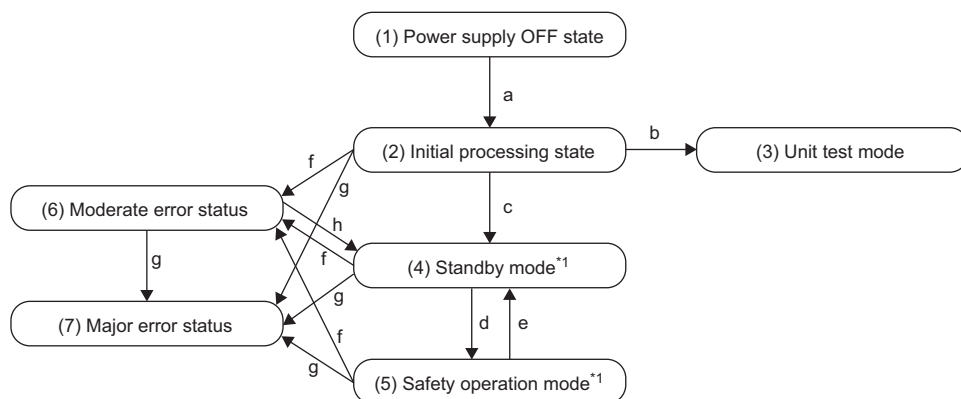 (1) Power supply OFF state
a
(2) Initial processing state
b
(3) Unit test mode
f
g
(6) Moderate error status
c
h
f
(4) Standby mode*1
g
g
(7) Major error status
d
e
f
g
(5) Safety operation mode*1